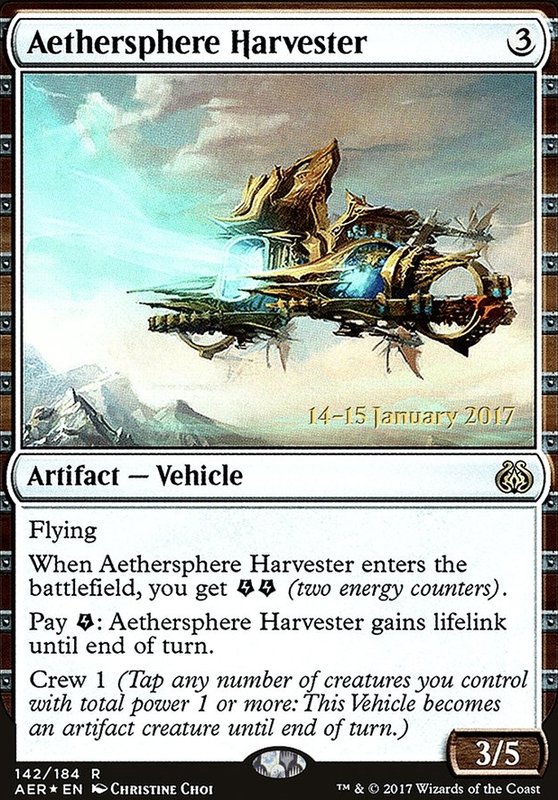 Aethersphere Harvester 3
14-15 January 2017
Artifact — Vehicle
Flying
When Aethersphere Harvester enters the
battlefield, you get (two energy counters).
Pay : Aethersphere Harvester gains lifelink
until end of turn.
Crew 1 (Tap any number of creatures you control
with total power 1 or more: This Vehicle becomes
an artifact creature until end of turn.)
3/5
142/184 R
AER★EN Christine Choi
™ & © 2017 Wizards of the Coast